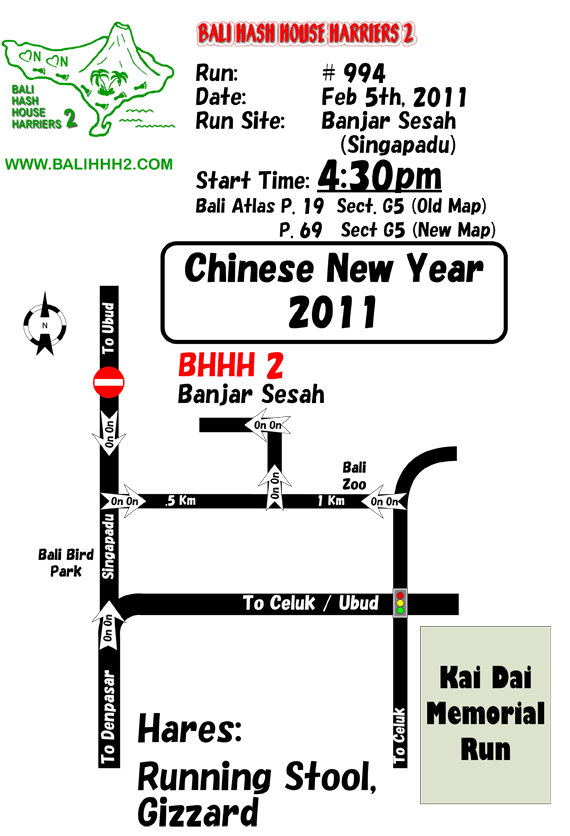 BALI HASH HOUSE HARRIERS 2
N N
BALI
HASH
HOUSE
HARRIERS 2
WWW.BALIHHH2.COM
Run: # 994
Date: Feb 5th, 2011
Run Site: Banjar Sesah
(Singapadu)
Start Time: 4:30pm
Bali Atlas P. 19 Sect. G5 (Old Map)
P. 69 Sect G5 (New Map)
Chinese New Year
2011
N
To Ubud
BHHH 2
Banjar Sesah
On On
On On
On On
Bali
Zoo
On On
.5 Km
1 Km
On On
Singapadu
Bali Bird
Park
On On
To Celuk / Ubud
To Denpasar
To Celuk
Kai Dai
Memorial
Run
Hares:
Running Stool,
Gizzard